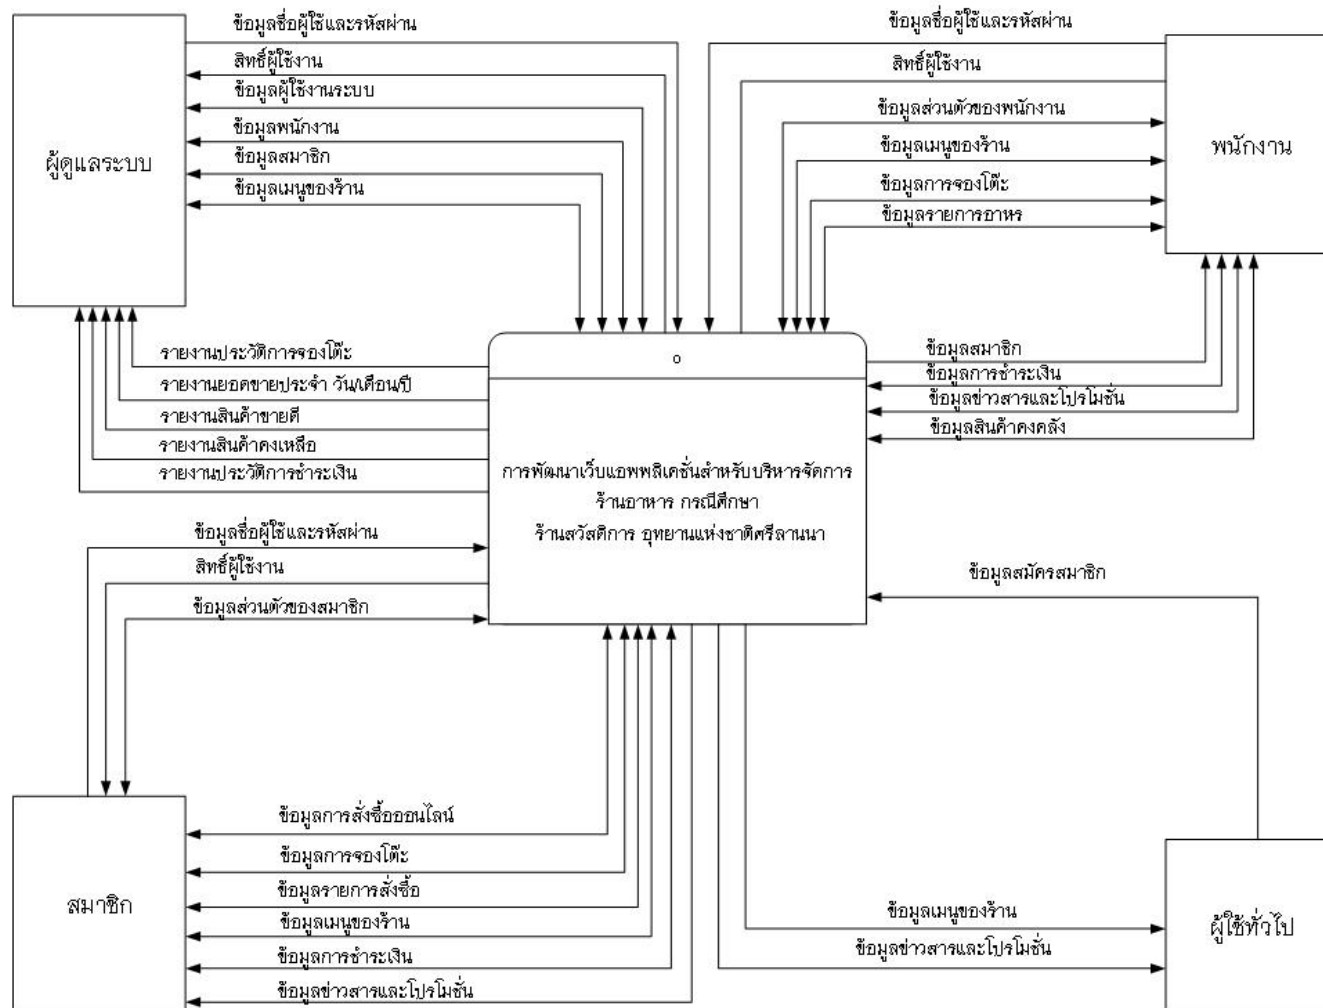 ข้อมูลชื่อผู้ใช้และรหัสผ่าน
สิทธิ์ผู้ใช้งาน
ข้อมูลผู้ใช้งานระบบ
ข้อมูลพนักงาน
ข้อมูลสมาชิก
ข้อมูลเมนูของร้าน
ผู้ดูแลระบบ
ข้อมูลชื่อผู้ใช้และรหัสผ่าน
สิทธิ์ผู้ใช้งาน
ข้อมูลส่วนตัวของพนักงาน
ข้อมูลเมนูของร้าน
ข้อมูลการจองโต๊ะ
ข้อมูลรายการอาหร
พนักงาน
รายงานประวัติการจองโต๊ะ
รายงานยอดขายประจำ วัน/เดือน/ปี
รายงานสินค้าขายดี
รายงานสินค้าคงเหลือ
รายงานประวัติการชำระเงิน
0
การพัฒนาเว็บแอพพลิเคชั่นสำหรับบริหารจัดการ
ร้านอาหาร กรณีศึกษา
ร้านสวัสดิการ อุทยานแห่งชาติศรีลานนา
ข้อมูลสมาชิก
ข้อมูลการชำระเงิน
ข้อมูลข่าวสารและโปรโมชั่น
ข้อมูลสินค้าคงคลัง
ข้อมูลชื่อผู้ใช้และรหัสผ่าน
สิทธิ์ผู้ใช้งาน
ข้อมูลส่วนตัวของสมาชิก
ข้อมูลสมัครสมาชิก
ข้อมูลการสั่งซื้อออนไลน์
ข้อมูลการจองโต๊ะ
ข้อมูลรายการสั่งซื้อ
ข้อมูลเมนูของร้าน
ข้อมูลการชำระเงิน
ข้อมูลข่าวสารและโปรโมชั่น
สมาชิก
ข้อมูลเมนูของร้าน
ข้อมูลข่าวสารและโปรโมชั่น
ผู้ใช้ทั่วไป